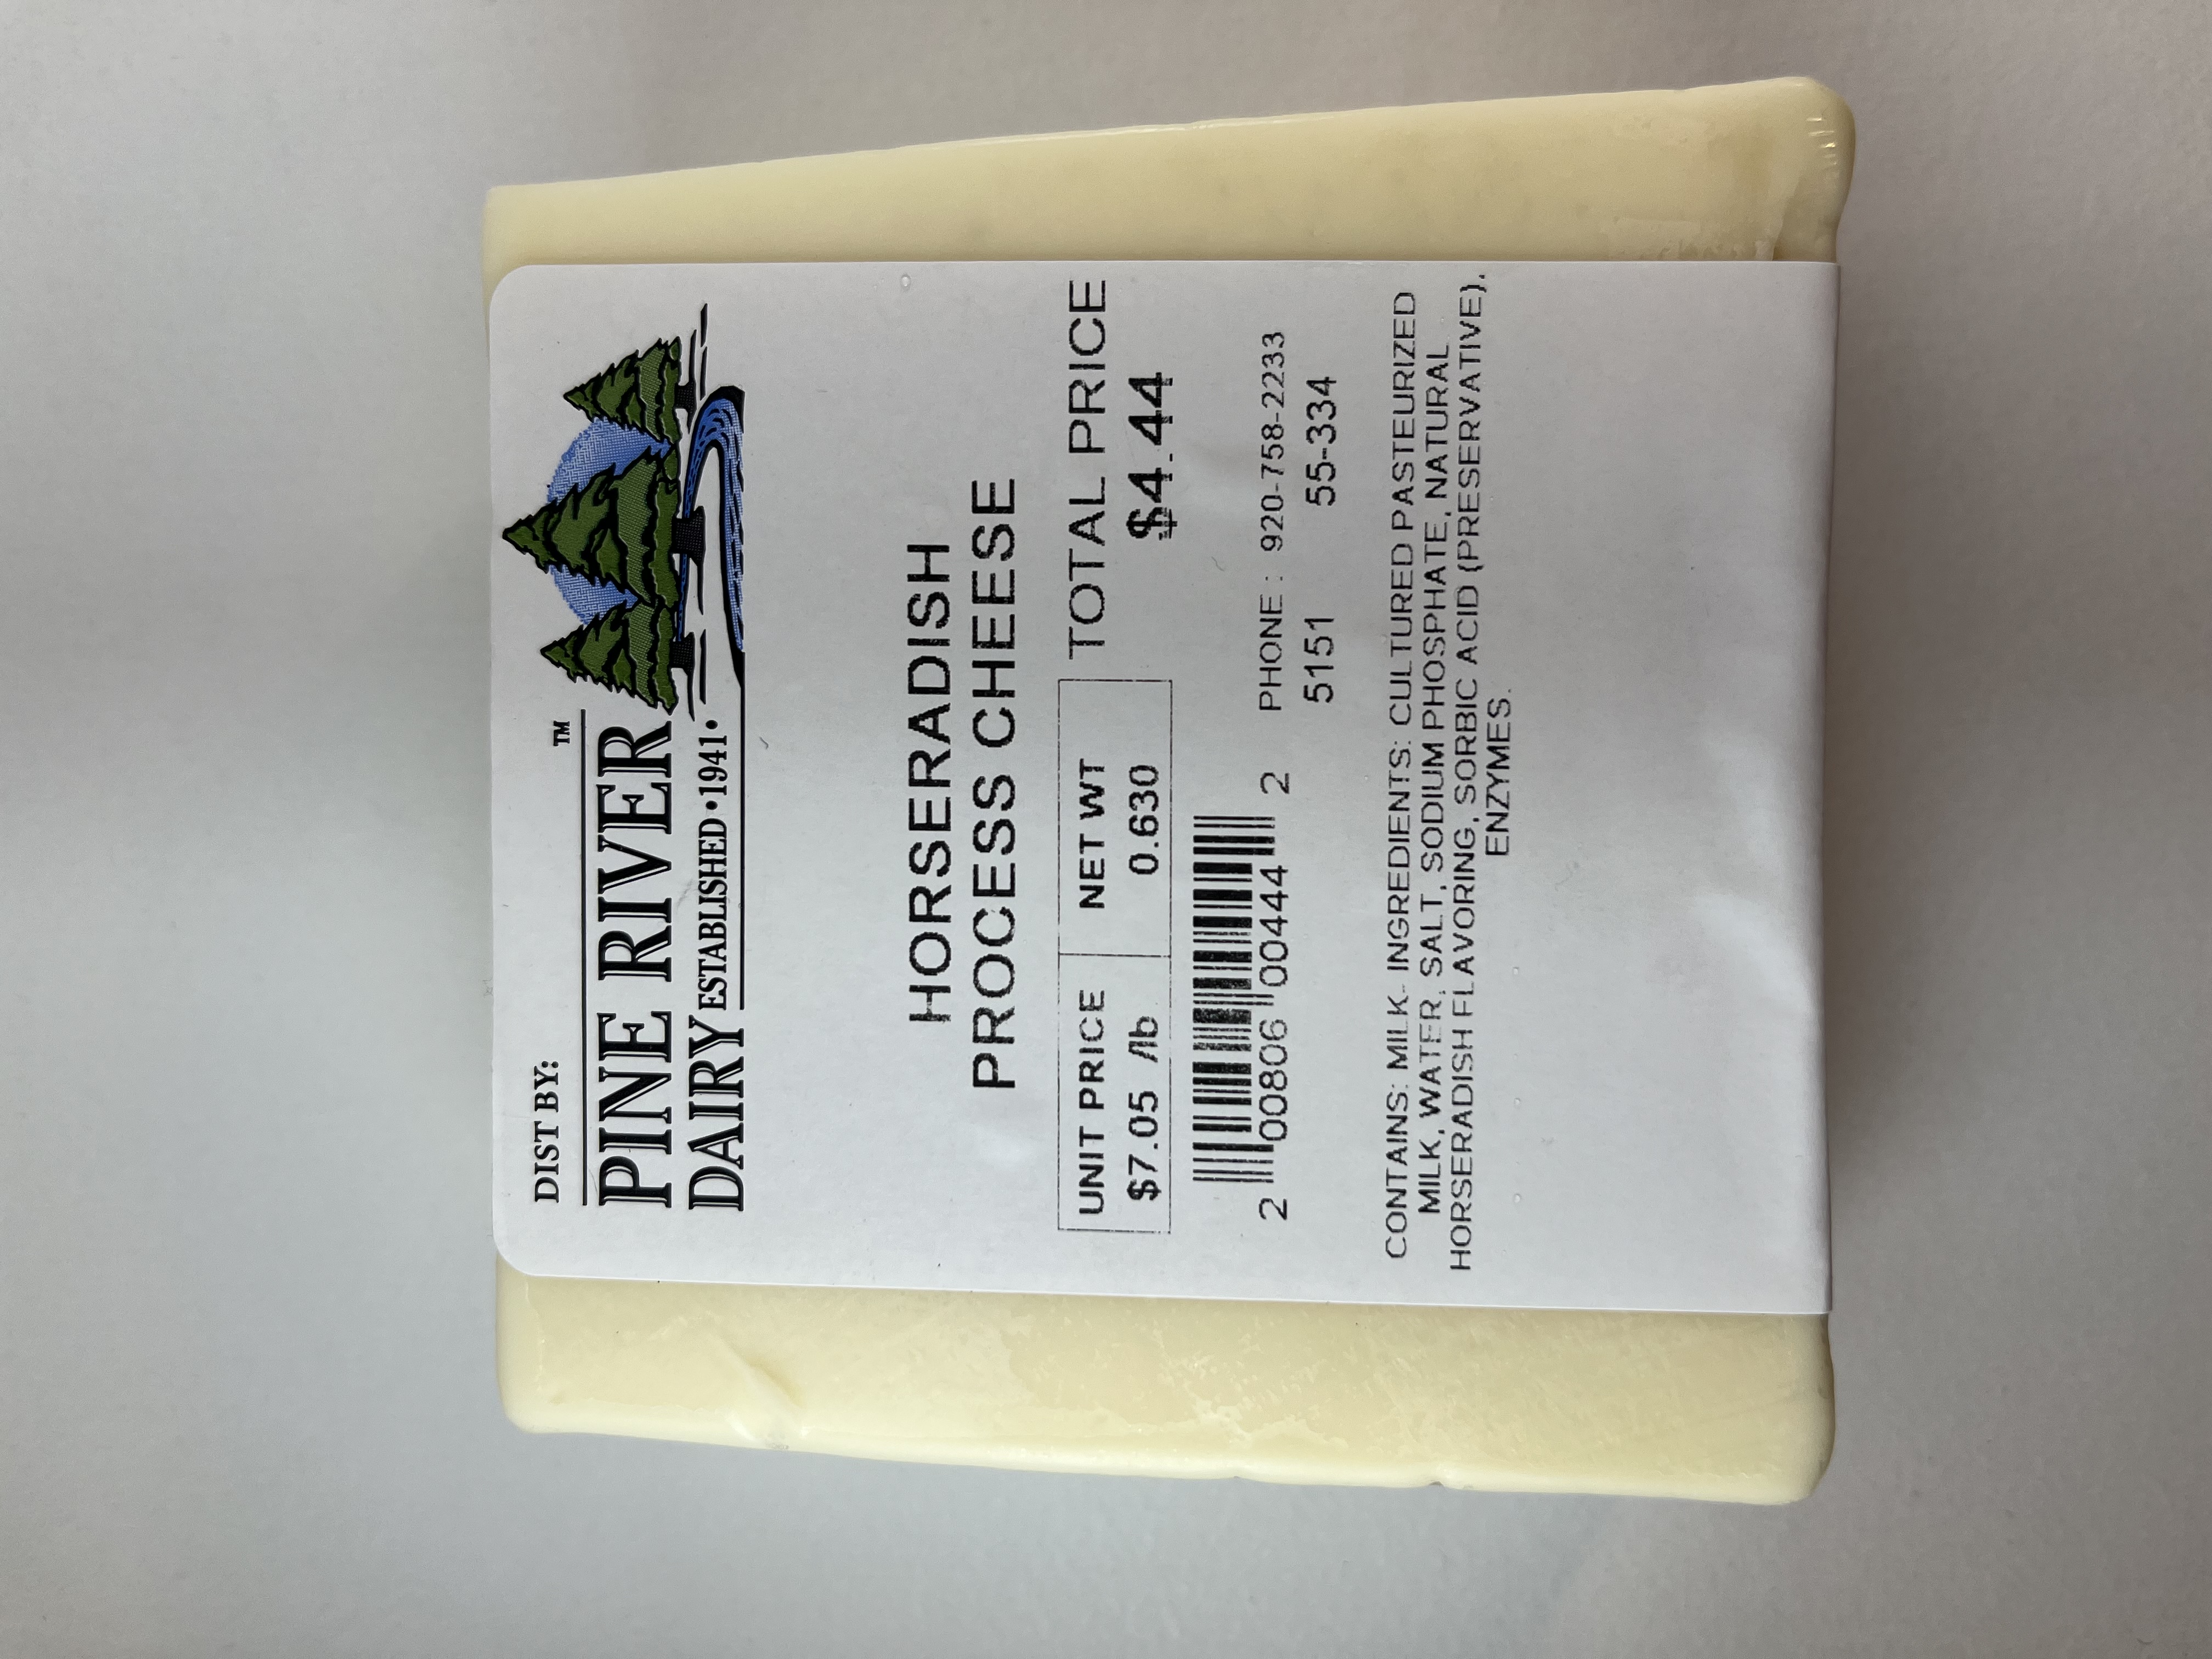 DIST BY:
PINE RIVER™
DAIRY ESTABLISHED •1941•
HORSERADISH
PROCESS CHEESE
UNIT PRICE NET WT TOTAL PRICE
$7.05 /lb 0.630 $4.44
2 00806 00444 2
PHONE : 920-758-2233
5151 55-334
CONTAINS: MILK- INGREDIENTS: CULTURED PASTEURIZED
MILK, WATER, SALT, SODIUM PHOSPHATE, NATURAL
HORSERADISH FLAVORING, SORBIC ACID (PRESERVATIVE),
ENZYMES.